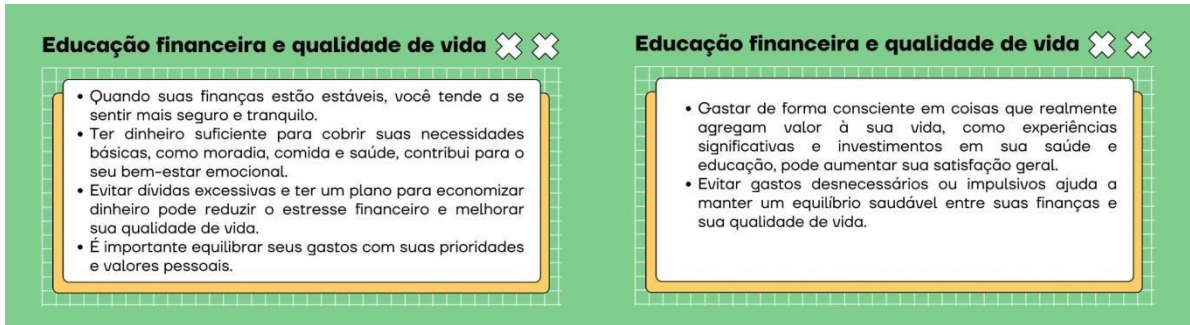 Educação financeira e qualidade de vida
• Quando suas finanças estão estáveis, você tende a se
sentir mais seguro e tranquilo.
• Ter dinheiro suficiente para cobrir suas necessidades
básicas, como moradia, comida e saúde, contribui para o
seu bem-estar emocional.
• Evitar dívidas excessivas e ter um plano para economizar
dinheiro pode reduzir o estresse financeiro e melhorar
sua qualidade de vida.
• É importante equilibrar seus gastos com suas prioridades
e valores pessoais.
Educação financeira e qualidade de vida
• Gastar de forma consciente em coisas que realmente
agregam valor à sua vida, como experiências
significativas e investimentos em sua saúde e
educação, pode aumentar sua satisfação geral.
• Evitar gastos desnecessários ou impulsivos ajuda a
manter um equilíbrio saudável entre suas finanças e
sua qualidade de vida.